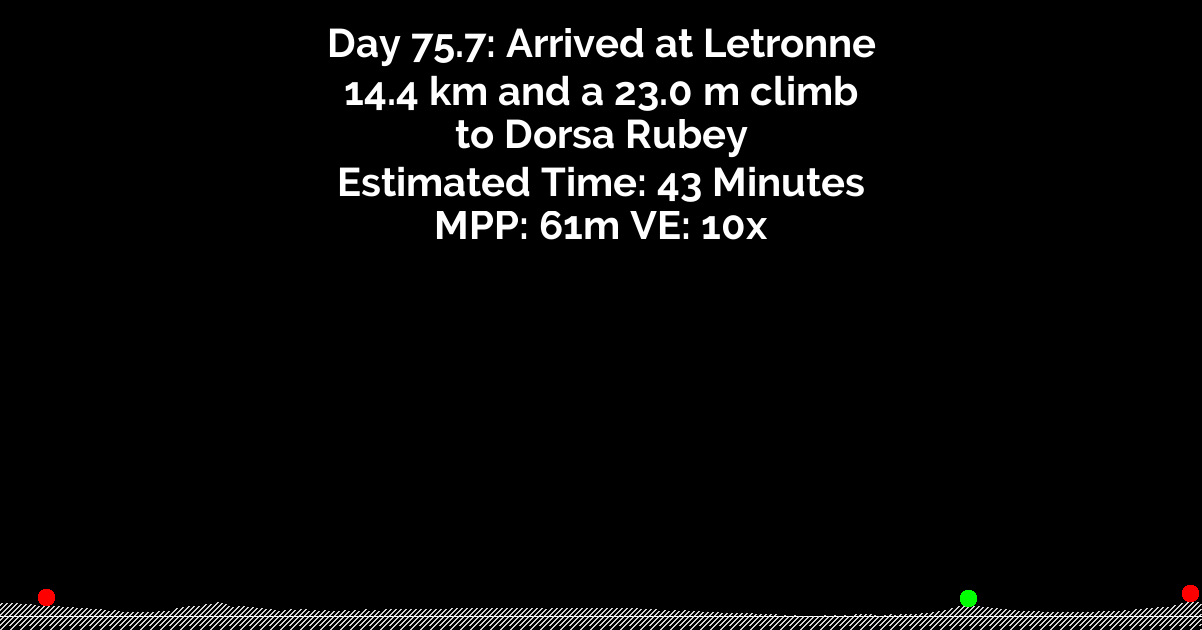 Day 75.7: Arrived at Letronne
14.4 km and a 23.0 m climb
to Dorsa Rubey
Estimated Time: 43 Minutes
MPP: 61m VE: 10x